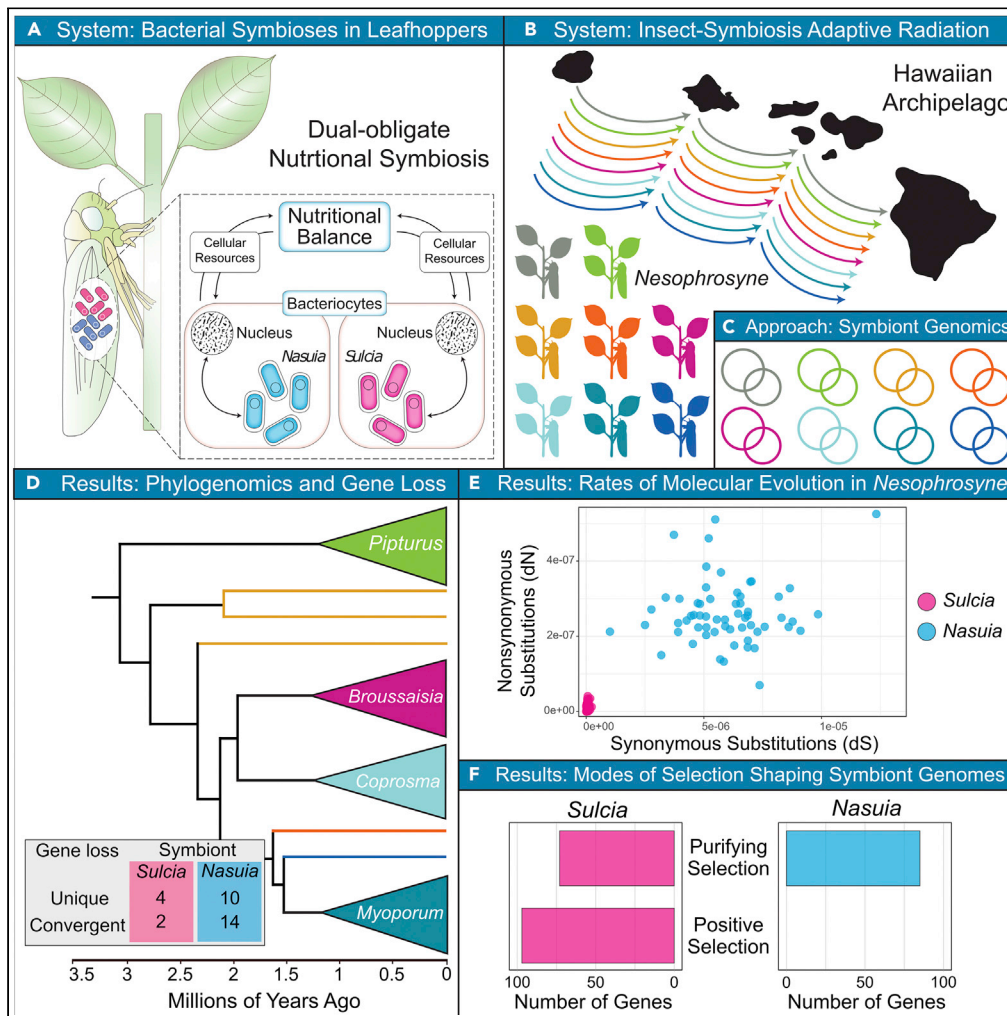 A System: Bacterial Symbioses in Leafhoppers
Dual-obligate
Nutrtional Symbiosis
Nutritional
Balance
Cellular
Resources
Cellular
Resources
Bacteriocytes
Nucleus
Nucleus
Nasuia
Sulcia
B System: Insect-Symbiosis Adaptive Radiation
Hawaiian
Archipelago
Nesophrosyne
C Approach: Symbiont Genomics
D Results: Phylogenomics and Gene Loss
Pipturus
Broussaisia
Coprosma
Myoporum
Gene loss Symbiont
Sulcia Nasuia
Unique 4 10
Convergent 2 14
3.5 3 2.5 2 1.5 1 0.5 0
Millions of Years Ago
E Results: Rates of Molecular Evolution in Nesophrosyne
Nonsynonymous
Substitutions (dN)
4e-07
2e-07
0e+00
0e+00 5e-06 1e-05
Synonymous Substitutions (dS)
Sulcia
Nasuia
F Results: Modes of Selection Shaping Symbiont Genomes
Sulcia
Nasuia
Purifying
Selection
Positive
Selection
100 50 0
Number of Genes
0 50 100
Number of Genes